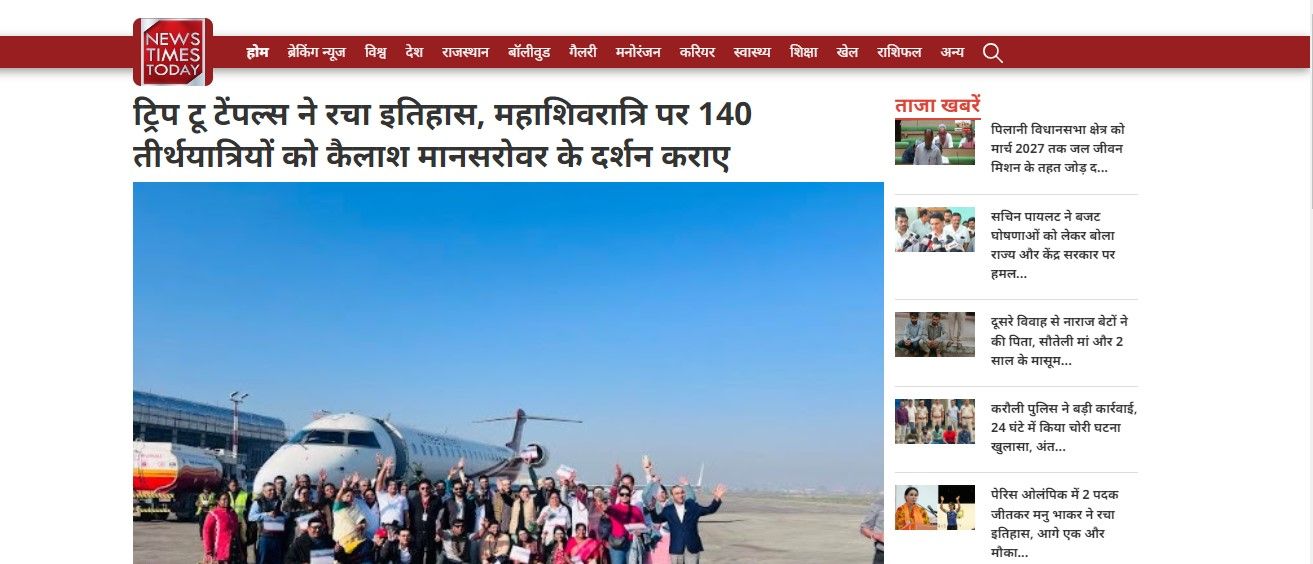 NEWS
TIMES
TODAY
होम ब्रेकिंग न्यूज विश्व देश राजस्थान बॉलीवुड गैलरी मनोरंजन करियर स्वास्थ्य शिक्षा खेल राशिफल अन्य
ट्रिप टू टेंपल्स ने रचा इतिहास, महाशिवरात्रि पर 140
तीर्थयात्रियों को कैलाश मानसरोवर के दर्शन कराए
ताजा खबरें
पिलानी विधानसभा क्षेत्र को
मार्च 2027 तक जल जीवन
मिशन के तहत जोड़ द...
सचिन पायलट ने बजट
घोषणाओं को लेकर बोला
राज्य और केंद्र सरकार पर
हमल...
दूसरे विवाह से नाराज बेटों ने
की पिता, सौतेली मां और 2
साल के मासूम...
करौली पुलिस ने बड़ी कार्रवाई,
24 घंटे में किया चोरी घटना
खुलासा, अंत...
पेरिस ओलंपिक में 2 पदक
जीतकर मनु भाकर ने रचा
इतिहास, आगे एक और
मौका...